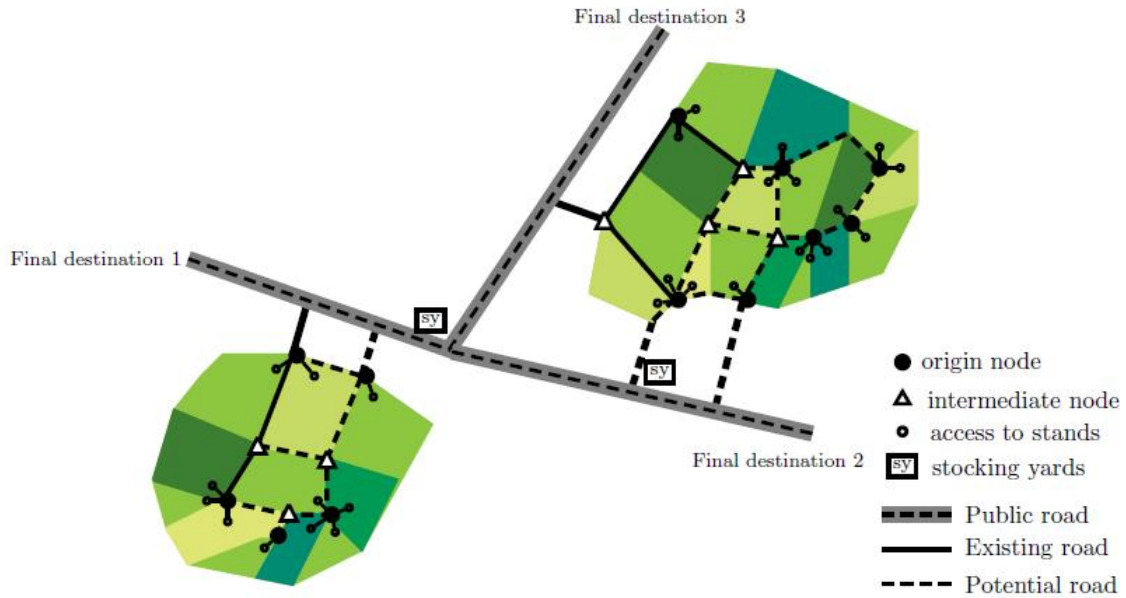 Final destination 3
Final destination 1
sy
sy
Final destination 2
origin node
intermediate node
access to stands
sy stocking yards
Public road
Existing road
Potential road